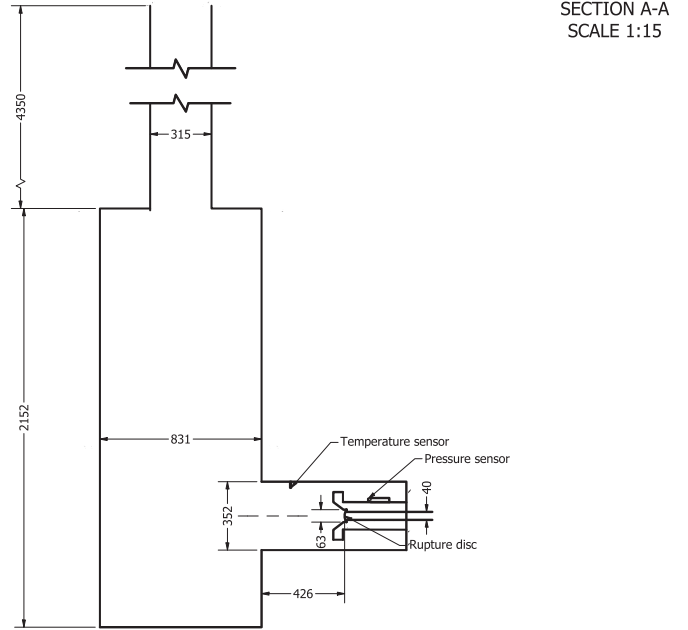 SECTION A-A
SCALE 1:15
4350
315
2152
831
Temperature sensor
Pressure sensor
40
352
63
Rupture disc
426